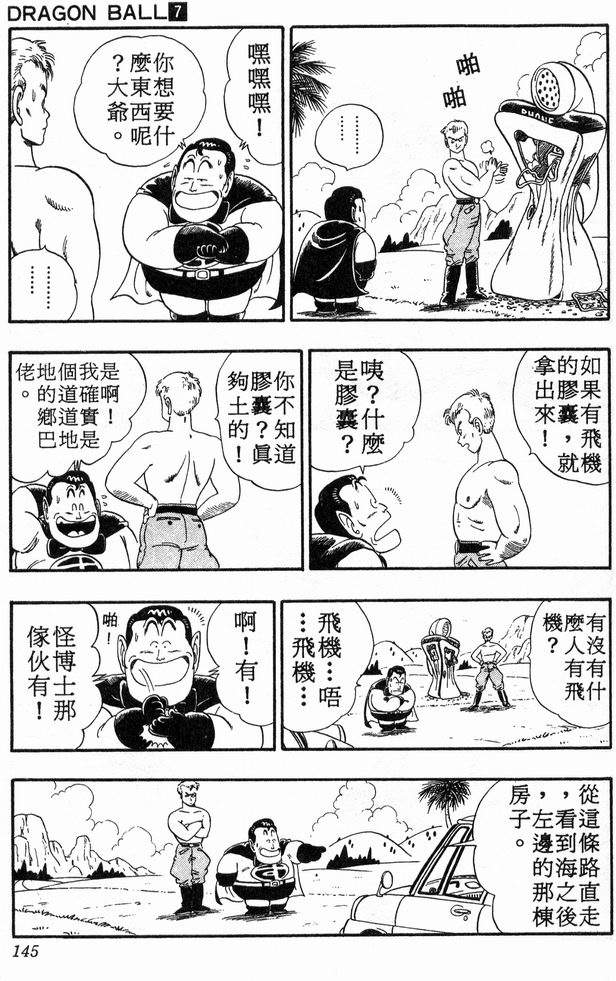 DRAGON BALL 7
啪
啪
……
PHONE
嘿嘿嘿！
你想要什
麼東西呢
？大爺。
……
如果有飛機
的膠囊，就
拿出來！
咦？什麼
是膠囊？
你不知道
膠囊？眞
夠土的！
是啊！
我確實是
個道道地
地的鄉巴
佬。
有沒有什
麼人有飛
機？
飛機…唔
…飛機…
啊！有！
啪！
怪博士那
傢伙有！
從這條路直走
，看到海之後
，左邊的那棟
房子。
145